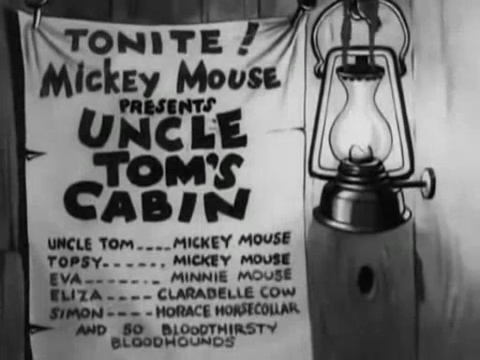 TONITE!
MICKEY MOUSE
PRESENTS
UNCLE
TOM'S
CABIN
UNCLE TOM....MICKEY MOUSE
TOPSY.......MICKEY MOUSE
EVA-------MINNIE MOUSE
ELIZA-----CLARABELLE COW
SIMON----HORACE HORSECOLLAR
AND 50 BLOODTHIRSTY
BLOODHOUNDS